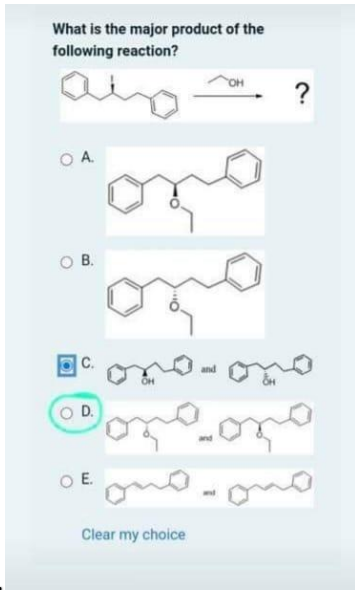 What is the major product of the
following reaction?
I
OH
?
A.
O
B.
O
C.
OH
and
OH
D.
O
and
O
E.
and
Clear my choice